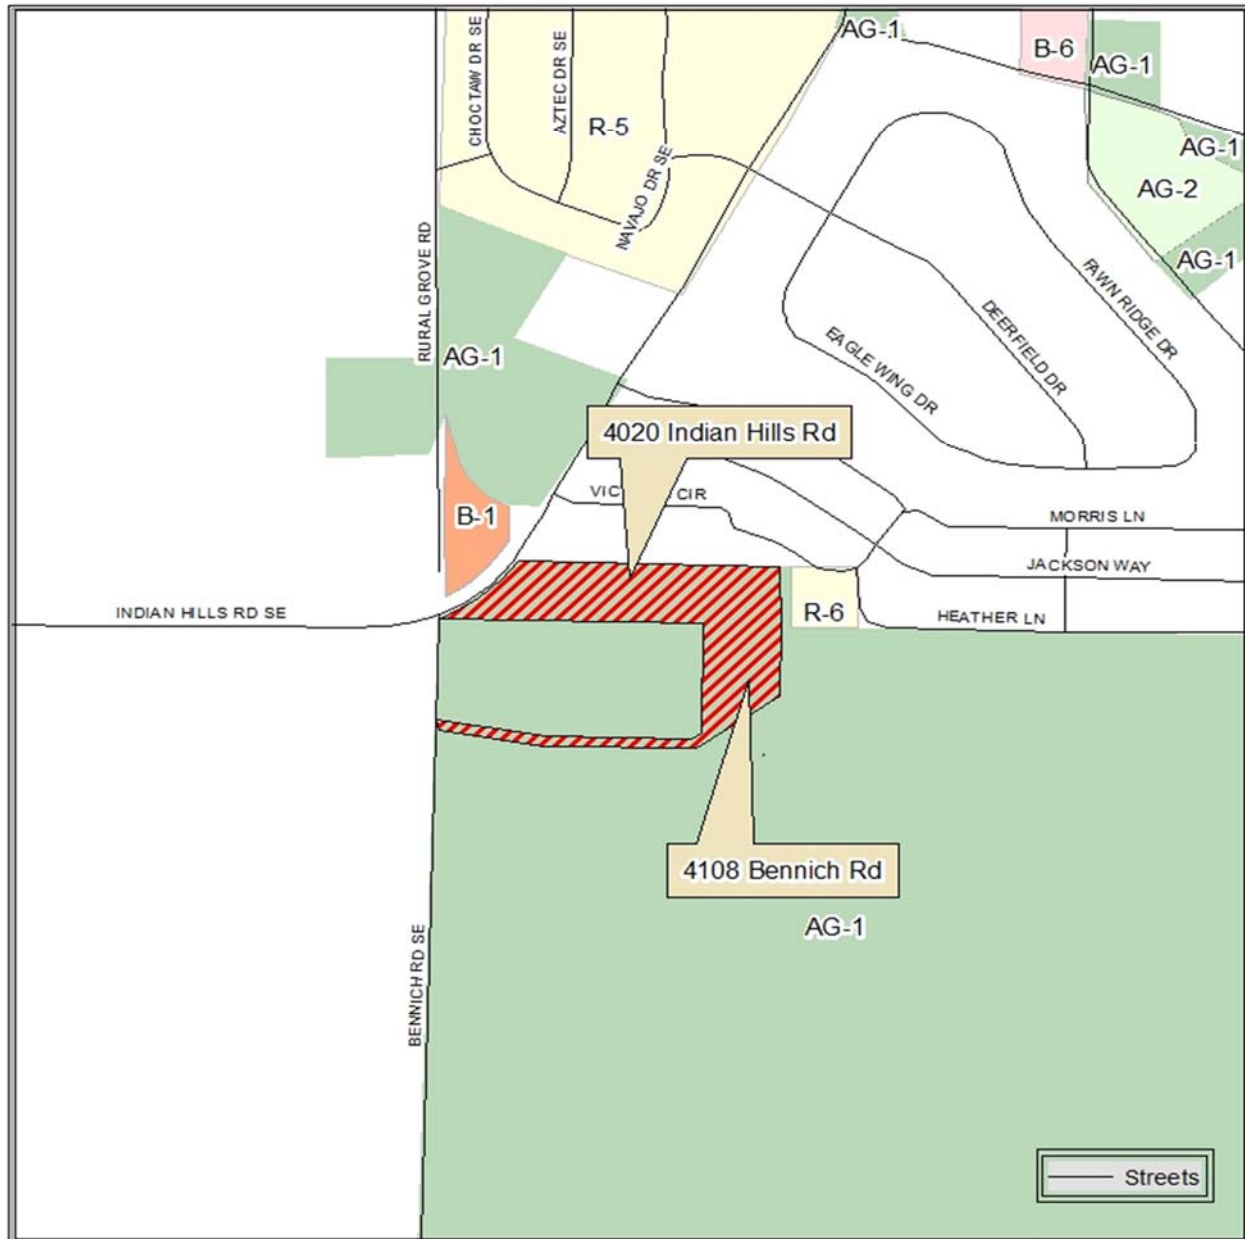 AG-1
B-6
AG-1
CHOCTAW DR SE
AZTEC DR SE
R-5
AG-1
AG-2
NAVAJO DR SE
RURAL GROVE RD
AG-1
FAWN RIDGE DR
DEERFIELD DR
EAGLE WING DR
AG-1
4020 Indian Hills Rd
VIC
CIR
B-1
MORRIS LN
JACKSON WAY
INDIAN HILLS RD SE
R-6
HEATHER LN
4108 Bennich Rd
AG-1
BENNICH RD SE
Streets